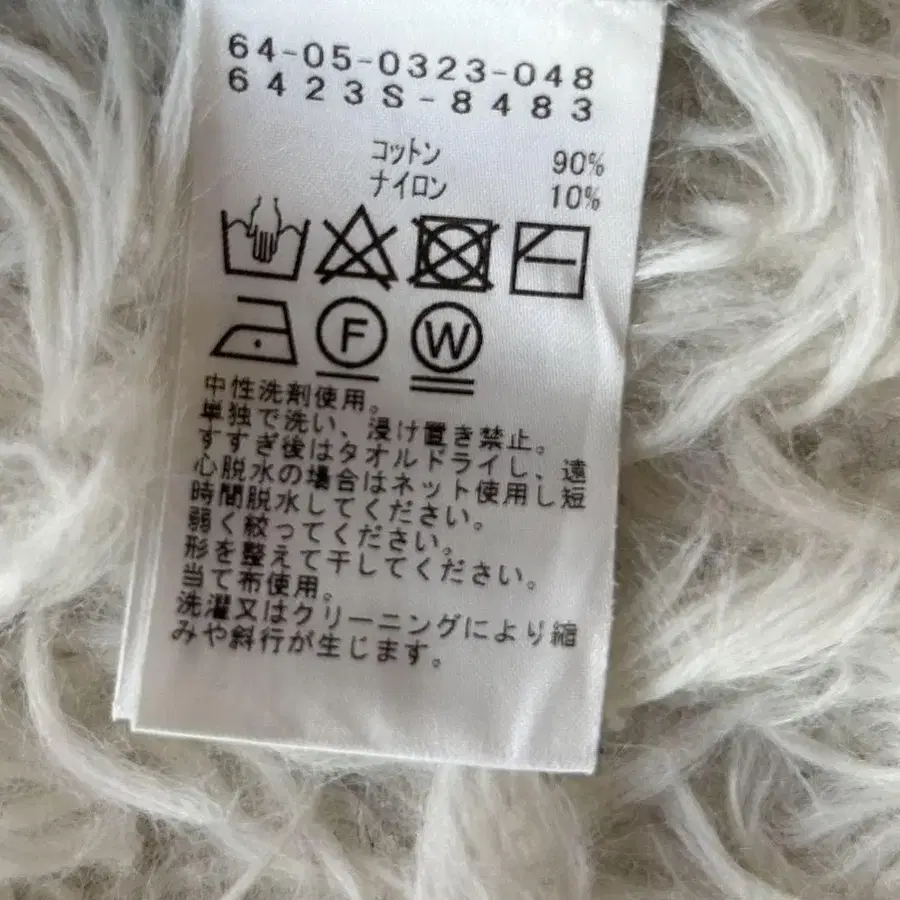 64-05-0323-048
6423S-8483
コットン 90%
ナイロン 10%
F W
中性洗剤使用。
単独で洗い、浸け置き禁止。
すすぎ後はタオルドライし、遠
心脱水の場合はネット使用し短
時間脱水してください。
弱く絞ってください。
形を整えて干してください。
当て布使用。
洗濯又はクリーニングにより縮
みや斜行が生じます。